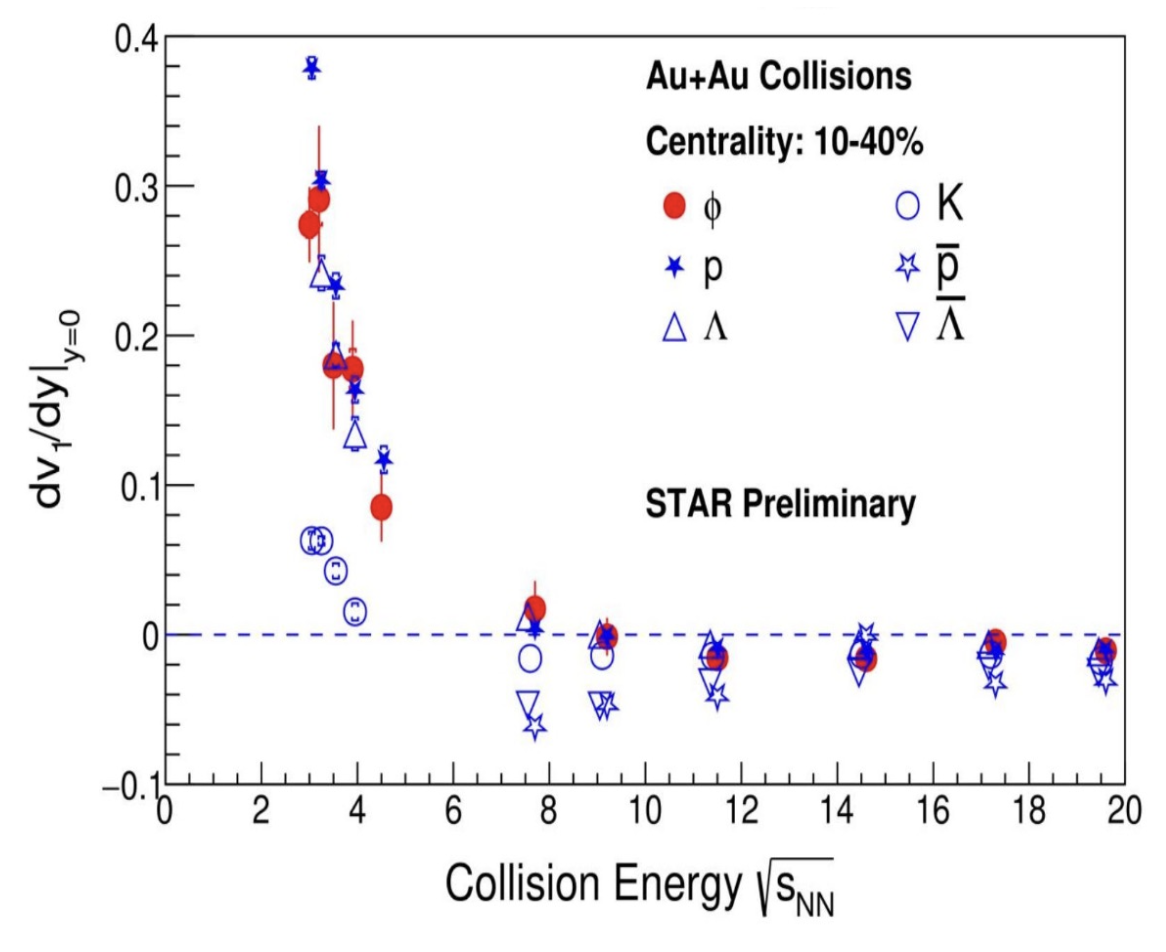 0.4
0.3
0.2
0.1
0
−0.1
dv₁/dy|y=0
Au+Au Collisions
Centrality: 10-40%
ϕ K
p p̅
Λ Λ̅
STAR Preliminary
0 2 4 6 8 10 12 14 16 18 20
Collision Energy √sNN